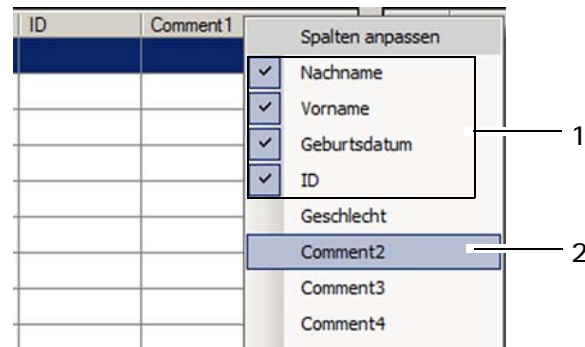 ID Comment1
Spalten anpassen
Nachname
Vorname
Geburtsdatum
ID
Geschlecht
Comment2
Comment3
Comment4
1
2